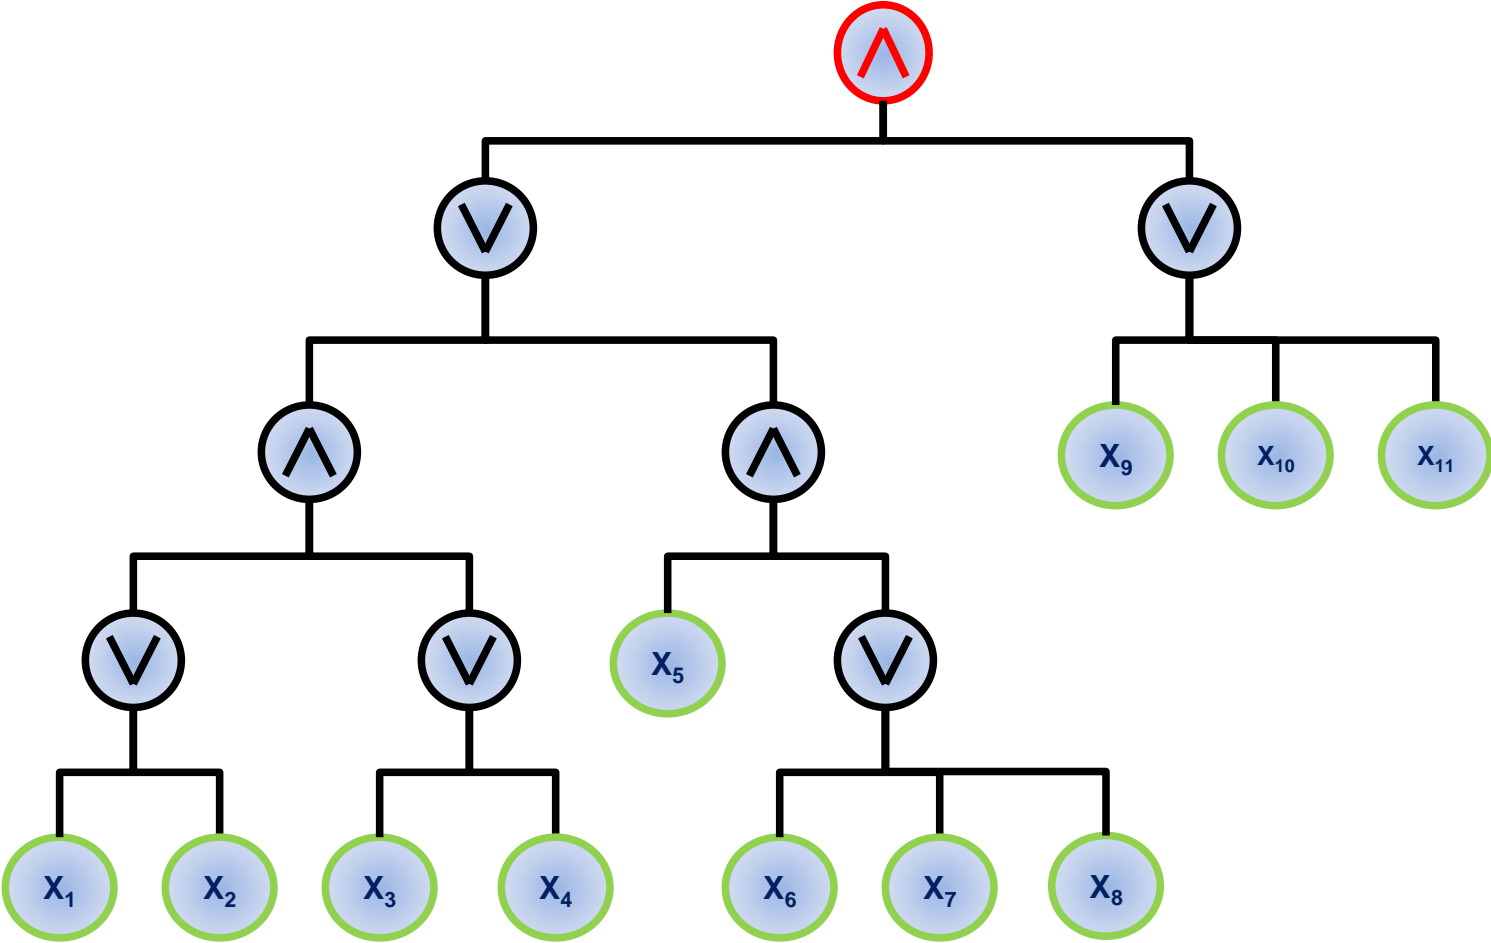 ∧
∨ ∨
∧ ∧ X₉ X₁₀ X₁₁
∨ ∨ X₅ ∨
X₁ X₂ X₃ X₄ X₆ X₇ X₈